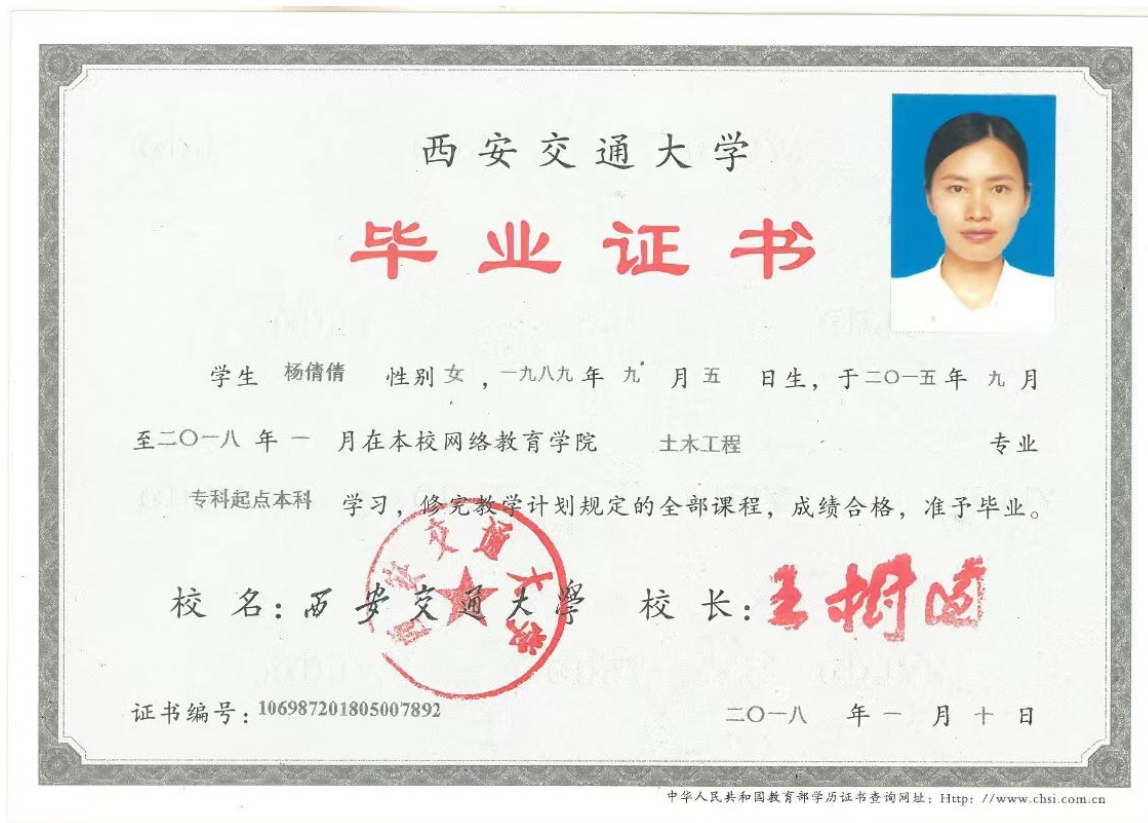 西安交通大学
毕业证书
学生 杨倩倩 性别 女 ，一九八九 年 九 月 五 日生，于二〇一五年 九 月
至二〇一八 年 一 月在本校网络教育学院 土木工程 专业
专科起点本科 学习，修完教学计划规定的全部课程，成绩合格，准予毕业。
校 名：西安交通大学 校 长：王树国
西安交通大学
证书编号：106987201805007892
二〇一八 年 一 月 十 日
中华人民共和国教育部学历证书查询网址：Http：//www.chsi.com.cn